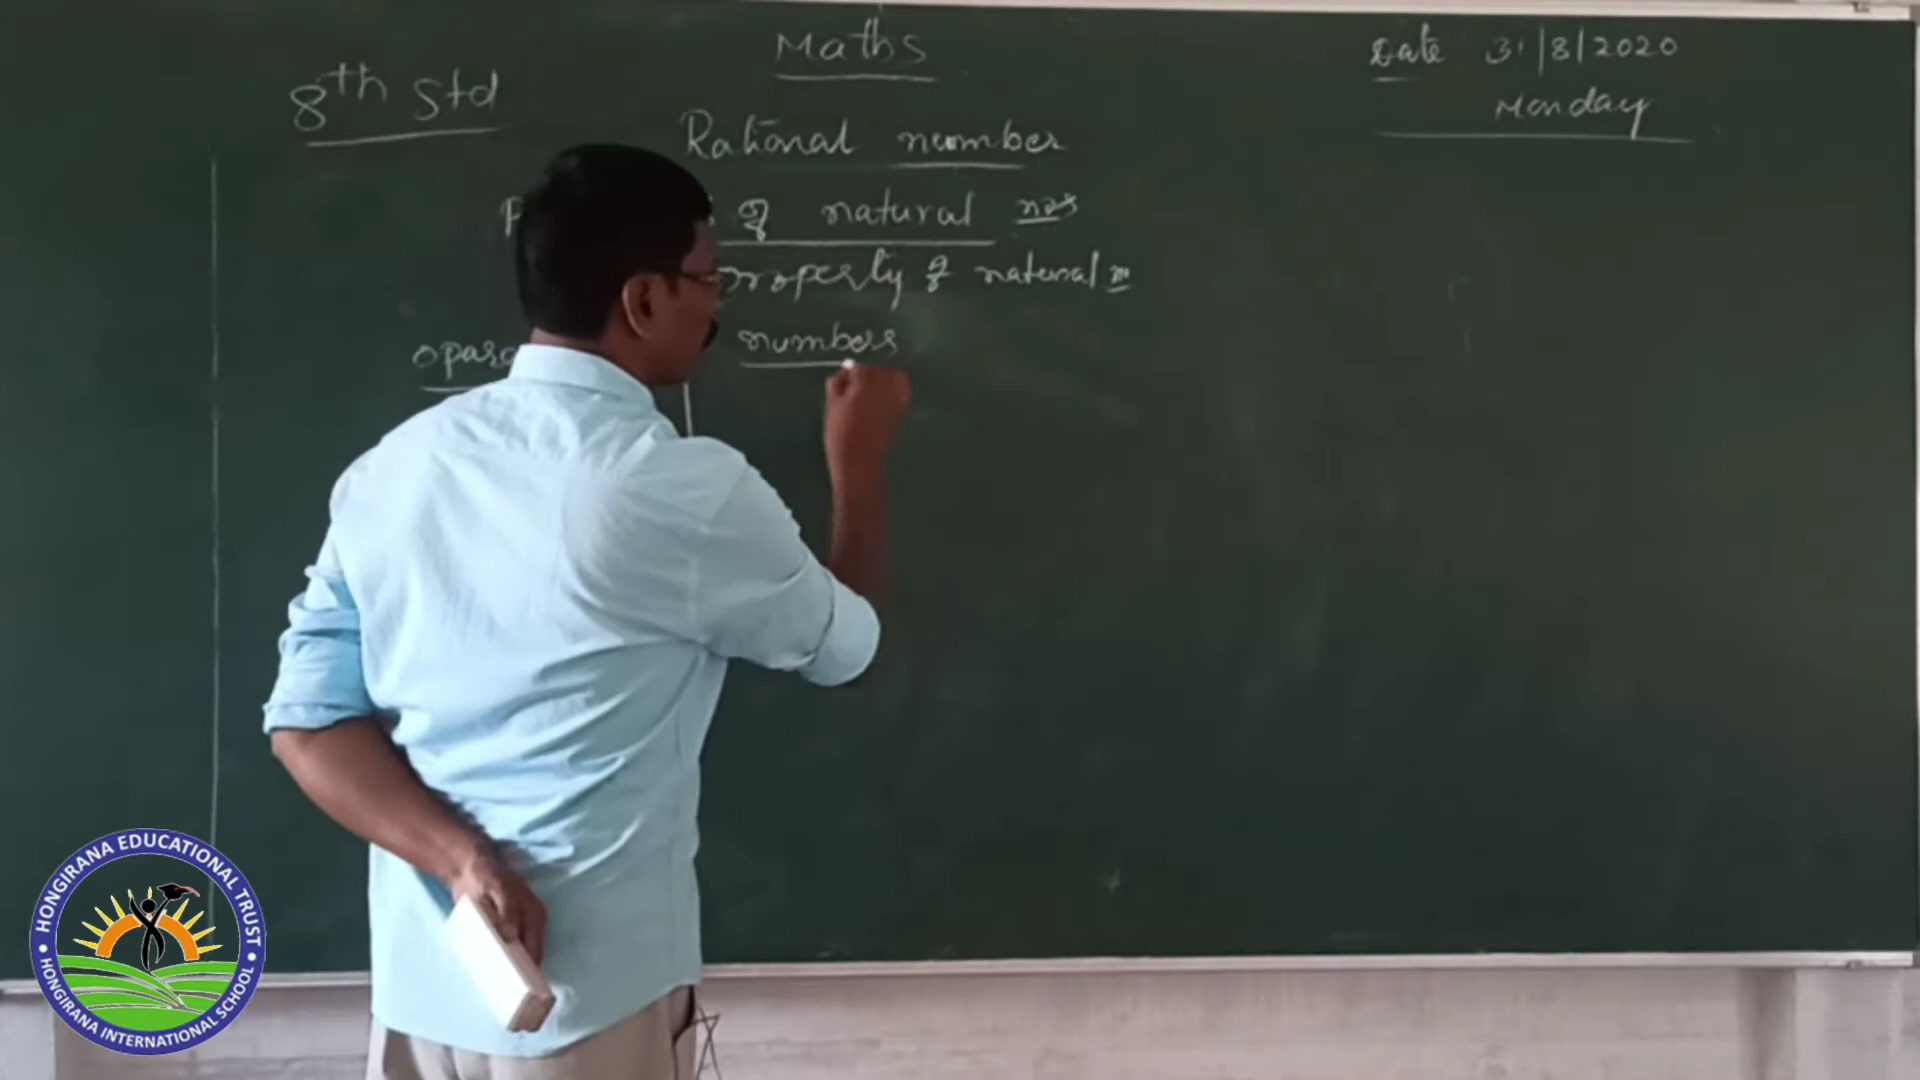 Maths
Date 31/8/2020
8th Std
Monday
Rational number
of natural nos
property of natural n
numbers
HONGIRANA EDUCATIONAL TRUST
HONGIRANA INTERNATIONAL SCHOOL